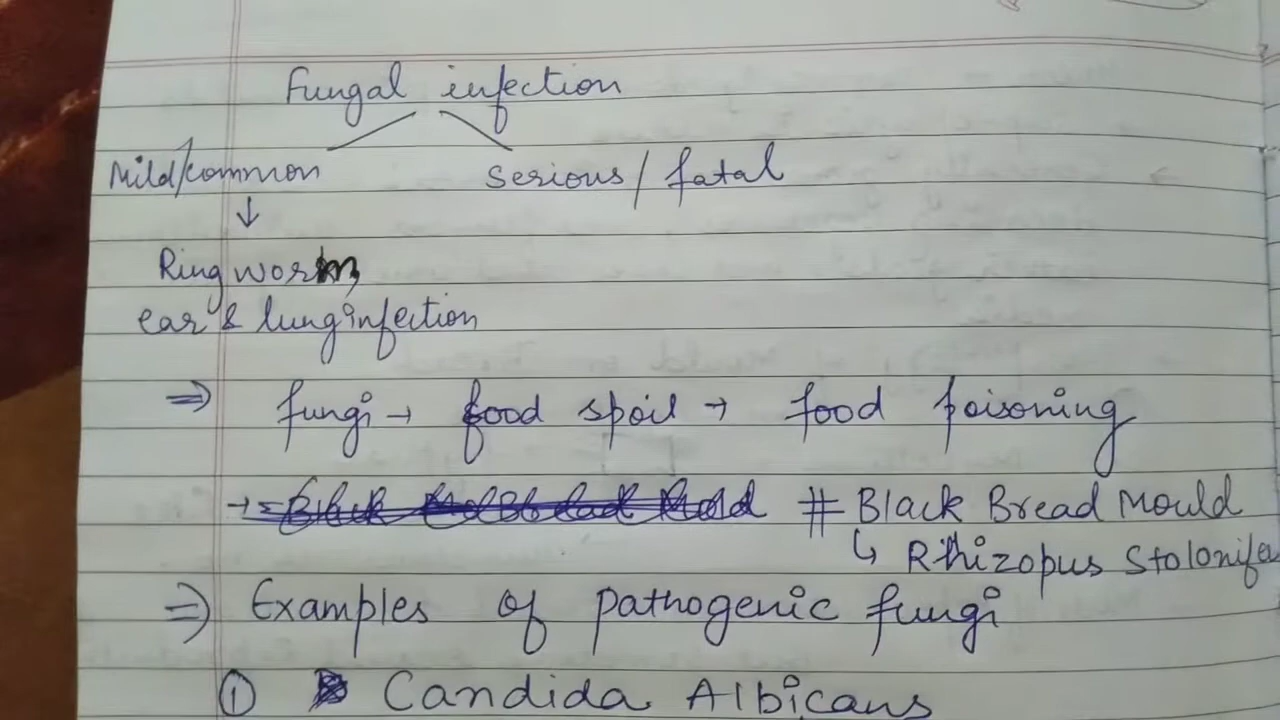 Fungal infection
Mild/common Serious/ fatal
↓
Ringworm,
ear & lung infection
⇒ fungi → food spoil → food poisoning
# Black Bread Mould
↳ Rhizopus Stolonifer
⇒ Examples of pathogenic fungi
① Candida Albicans